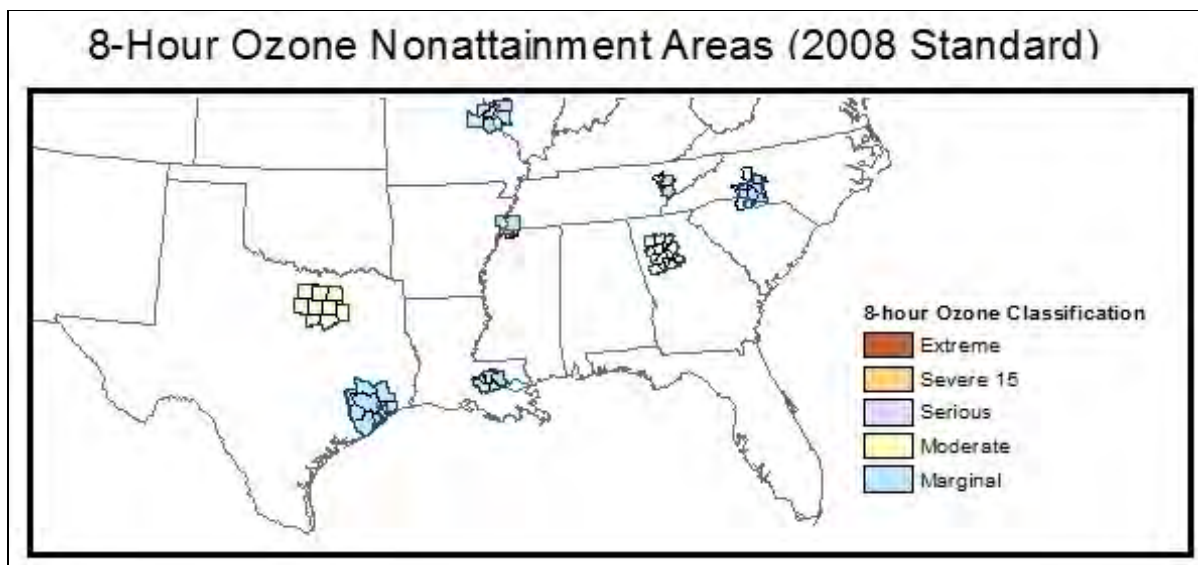 8-Hour Ozone Nonattainment Areas (2008 Standard)
8-hour Ozone Classification
Extreme
Severe 15
Serious
Moderate
Marginal